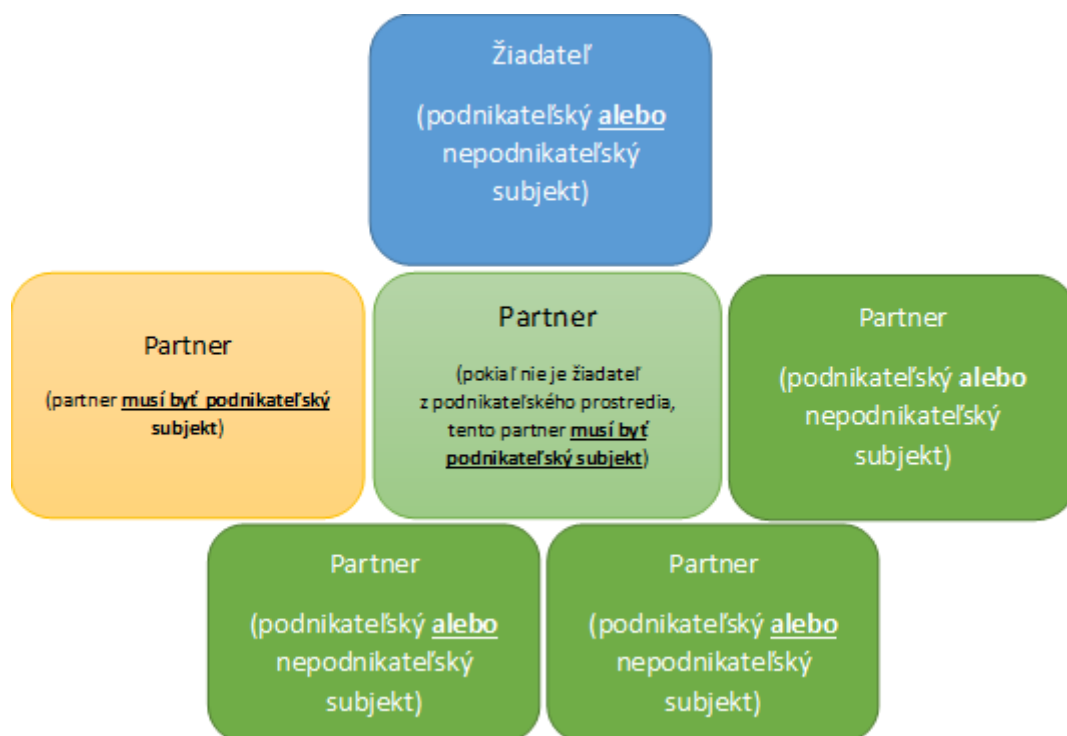 Žiadateľ
(podnikateľský alebo
nepodnikateľský
subjekt)
Partner
(partner musí byť podnikateľský
subjekt)
Partner
(pokiaľ nie je žiadateľ
z podnikateľského prostredia,
tento partner musí byť
podnikateľský subjekt)
Partner
(podnikateľský alebo
nepodnikateľský
subjekt)
Partner
(podnikateľský alebo
nepodnikateľský
subjekt)
Partner
(podnikateľský alebo
nepodnikateľský
subjekt)